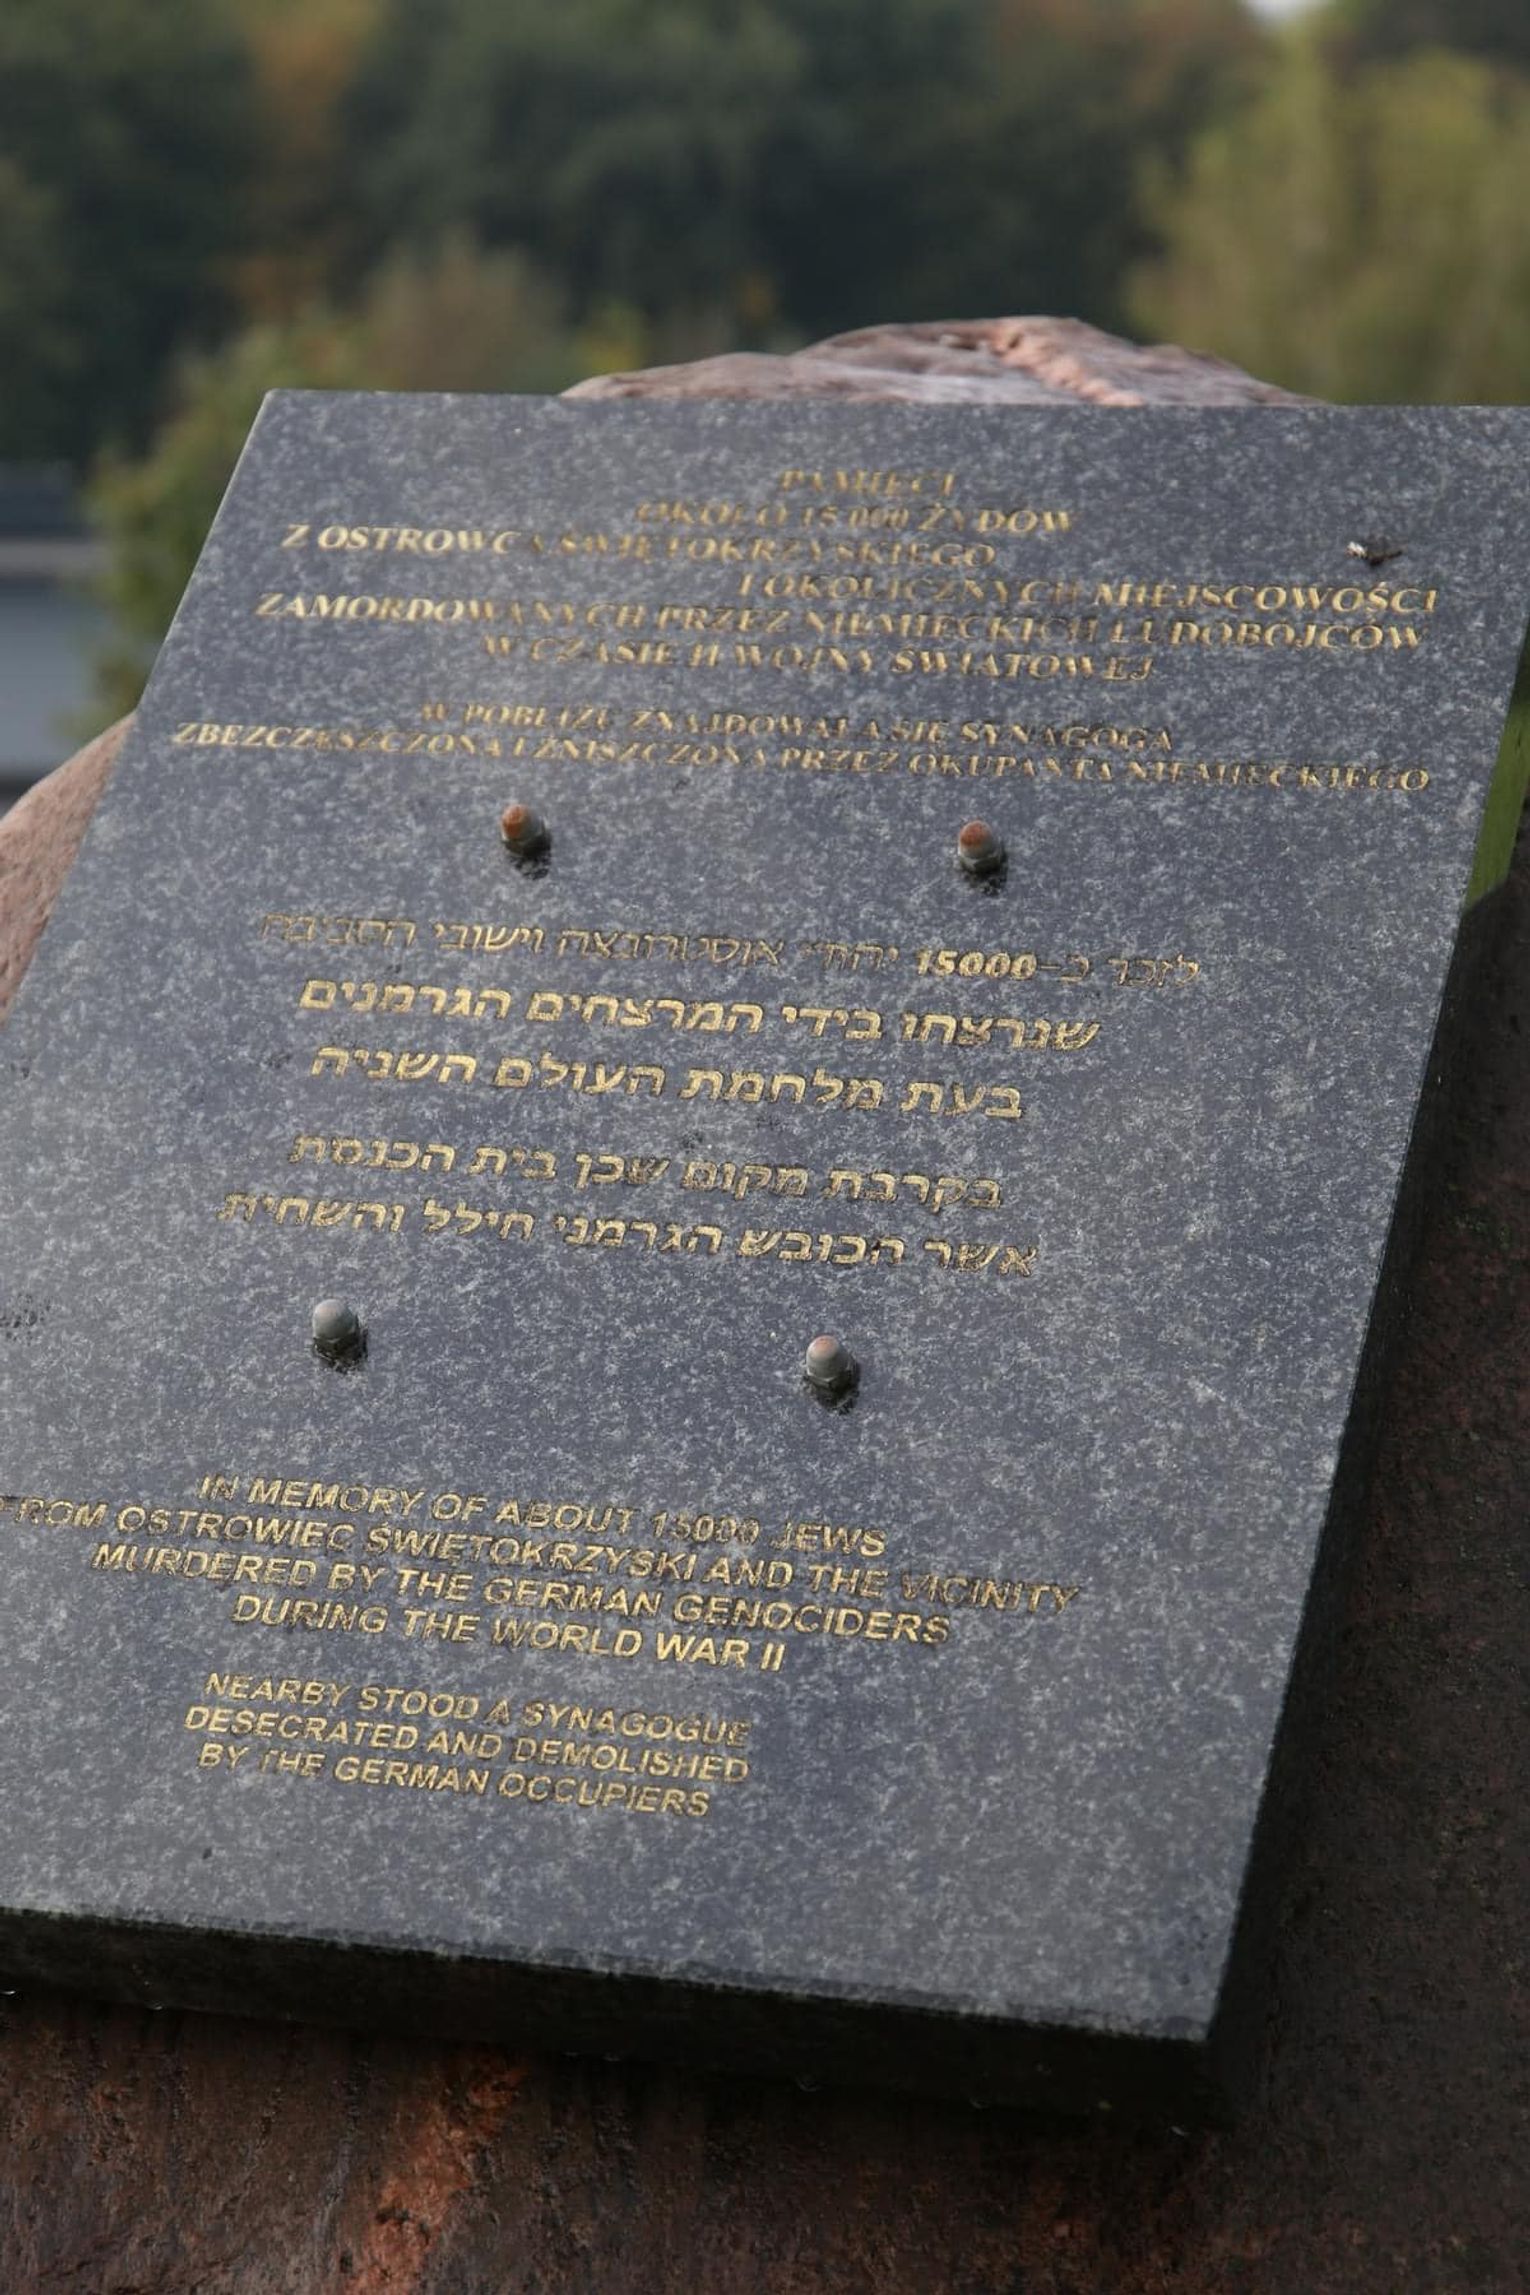 PAMIĘCI
OKOŁO 15 000 ŻYDÓW
Z OSTROWCA ŚWIĘTOKRZYSKIEGO
I OKOLICZNYCH MIEJSCOWOŚCI
ZAMORDOWANYCH PRZEZ NIEMIECKICH LUDOBÓJCÓW
W CZASIE II WOJNY ŚWIATOWEJ
W POBLIŻU ZNAJDOWAŁA SIĘ SYNAGOGA
ZBEZCZESZCZONA I ZNISZCZONA PRZEZ OKUPANTA NIEMIECKIEGO
לזכר כ-15000 יהודי אוסטרובצה וישובי הסביבה
שנרצחו בידי המרצחים הגרמנים
בעת מלחמת העולם השניה
בקרבת מקום שכן בית הכנסת
אשר הכובש הגרמני חילל והשחית
IN MEMORY OF ABOUT 15000 JEWS
FROM OSTROWIEC ŚWIĘTOKRZYSKI AND THE VICINITY
MURDERED BY THE GERMAN GENOCIDERS
DURING THE WORLD WAR II
NEARBY STOOD A SYNAGOGUE
DESECRATED AND DEMOLISHED
BY THE GERMAN OCCUPIERS